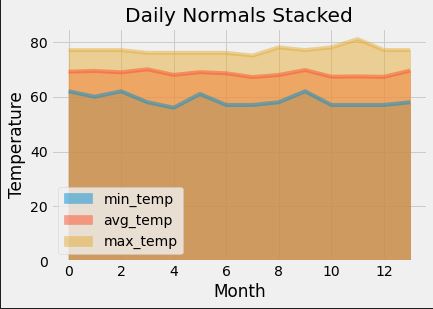 Daily Normals Stacked
80
60
40
20
0
Temperature
min_temp
avg_temp
max_temp
0 2 4 6 8 10 12
Month